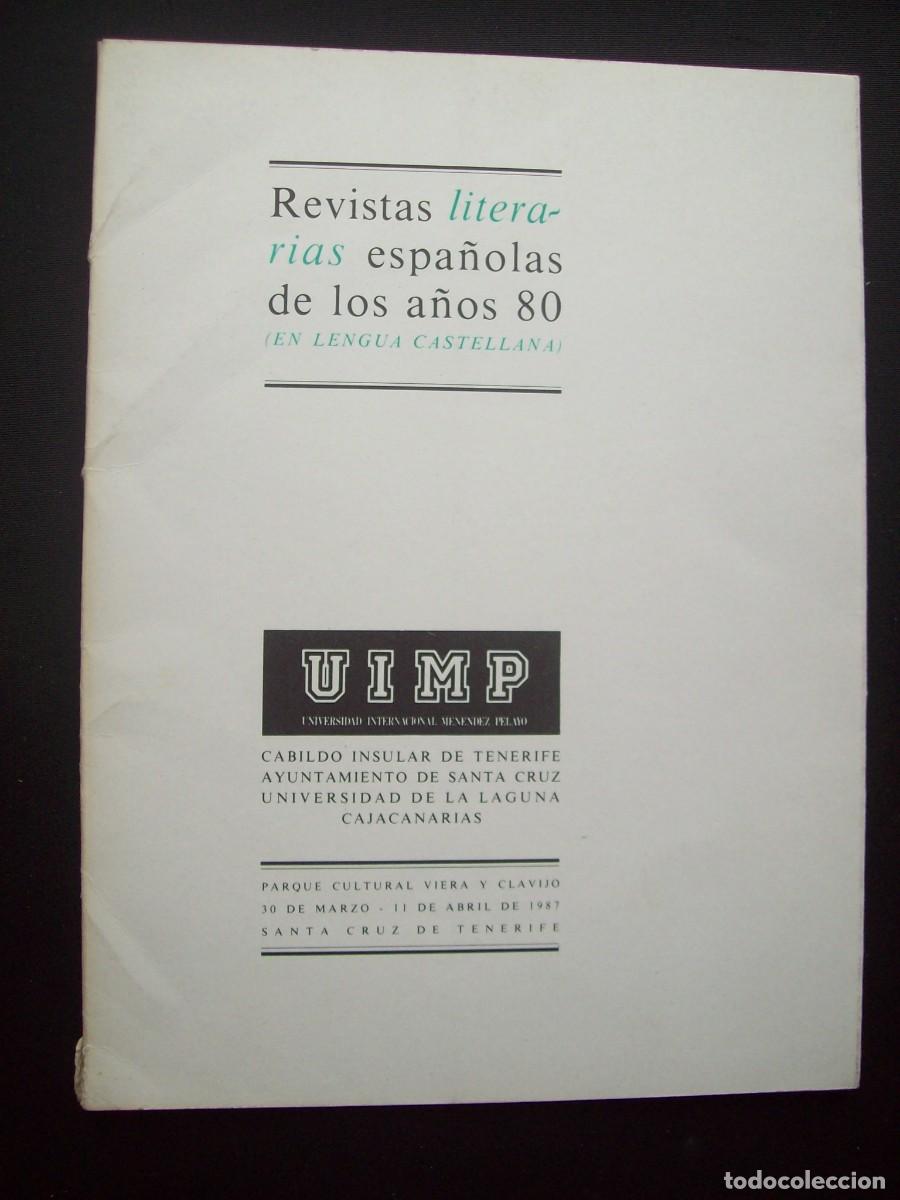 Revistas litera-
rias españolas
de los años 80
(EN LENGUA CASTELLANA)
UIMP
UNIVERSIDAD INTERNACIONAL MENENDEZ PELAYO
CABILDO INSULAR DE TENERIFE
AYUNTAMIENTO DE SANTA CRUZ
UNIVERSIDAD DE LA LAGUNA
CAJACANARIAS
PARQUE CULTURAL VIERA Y CLAVIJO
30 DE MARZO - 11 DE ABRIL DE 1987
SANTA CRUZ DE TENERIFE
todocoleccion